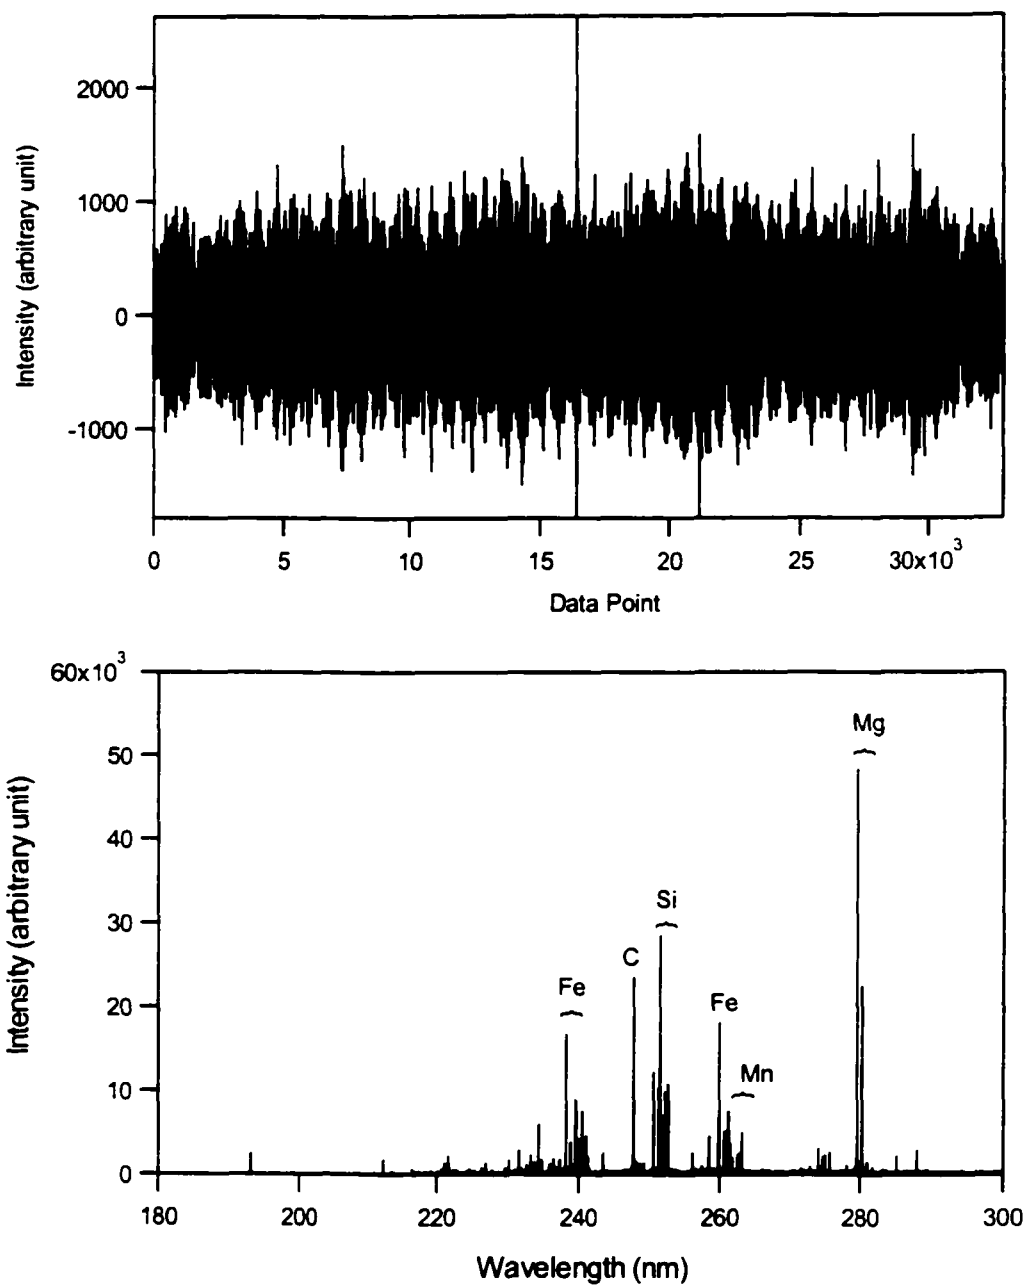 2000
1000
0
-1000
Intensity (arbitrary unit)
0 5 10 15 20 25 30x10³
Data Point
60x10³
50
40
30
20
10
0
Intensity (arbitrary unit)
Mg
Si
C
Fe
Fe
Mn
180 200 220 240 260 280 300
Wavelength (nm)